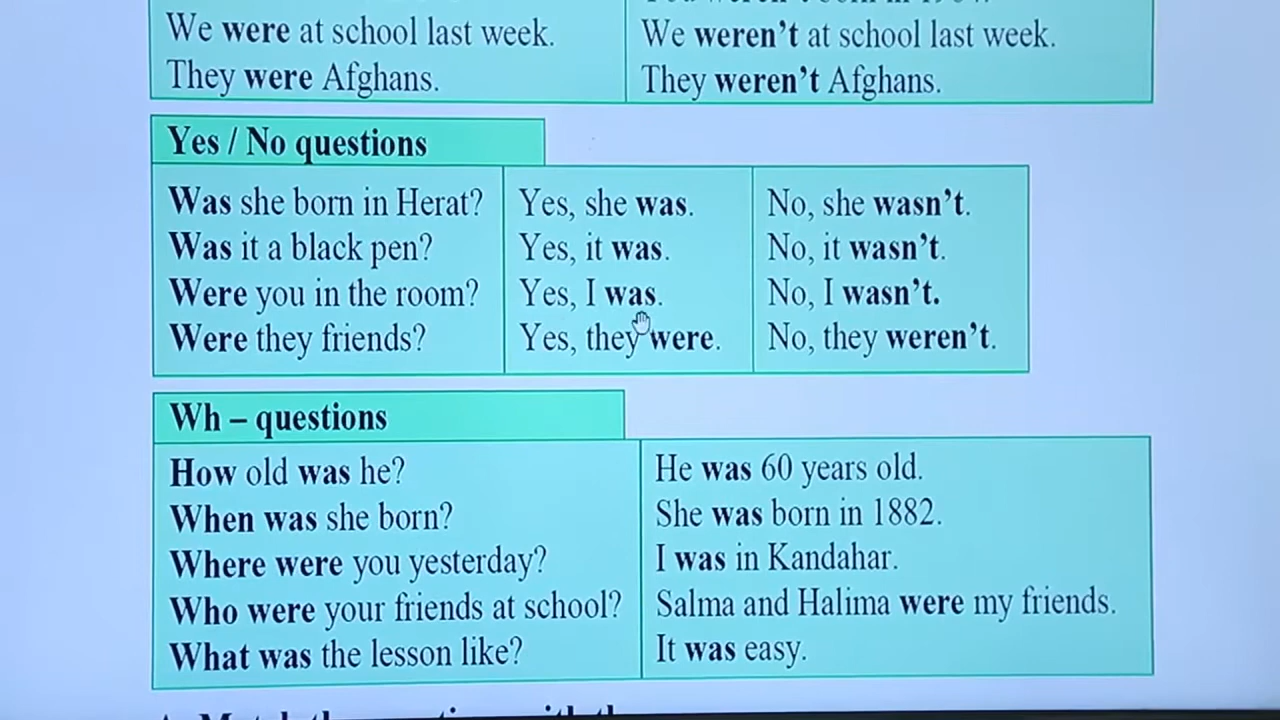 We were at school last week.
They were Afghans.
We weren't at school last week.
They weren't Afghans.
Yes / No questions
Was she born in Herat? Yes, she was. No, she wasn't.
Was it a black pen? Yes, it was. No, it wasn't.
Were you in the room? Yes, I was. No, I wasn't.
Were they friends? Yes, they were. No, they weren't.
Wh – questions
How old was he? He was 60 years old.
When was she born? She was born in 1882.
Where were you yesterday? I was in Kandahar.
Who were your friends at school? Salma and Halima were my friends.
What was the lesson like? It was easy.